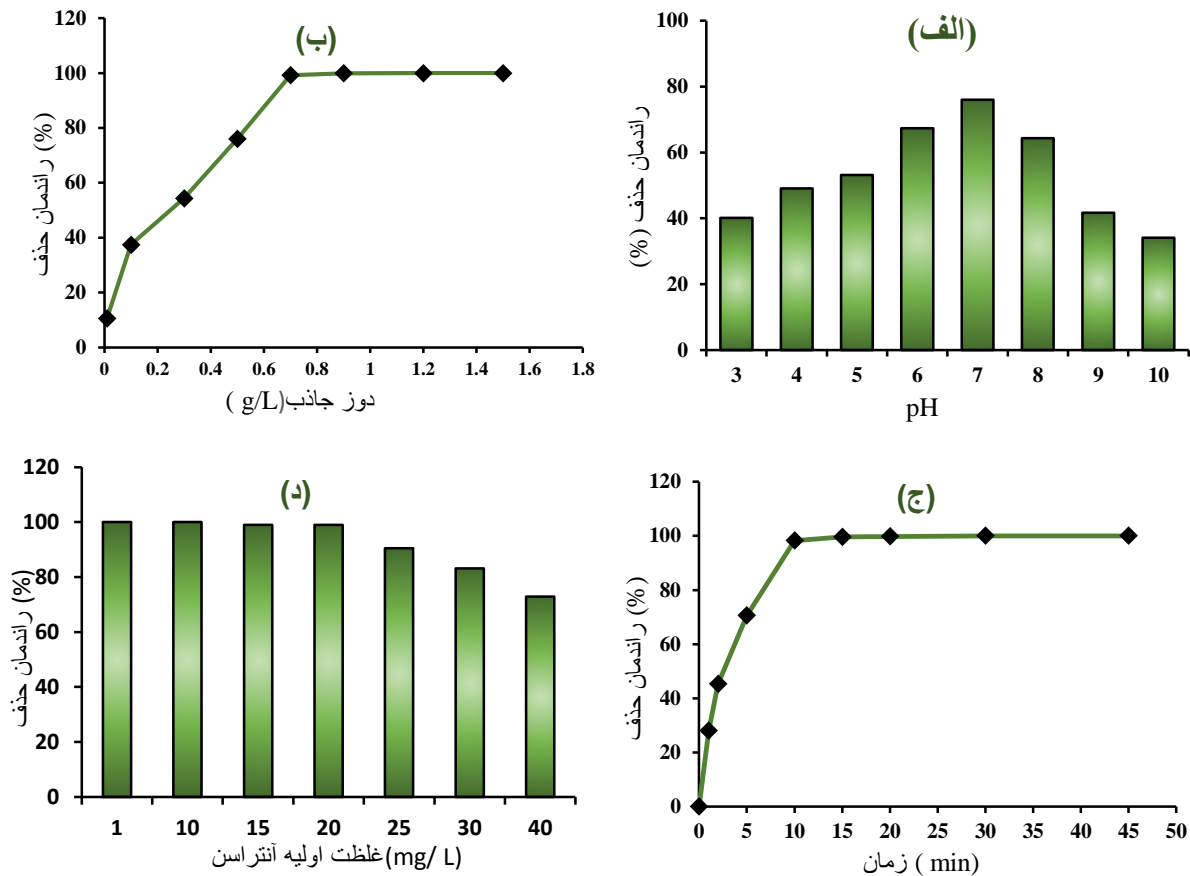 (الف)
راندمان حذف (%)
100
80
60
40
20
0
3 4 5 6 7 8 9 10
pH
(ب)
راندمان حذف (%)
120
100
80
60
40
20
0
0 0.2 0.4 0.6 0.8 1 1.2 1.4 1.6 1.8
دوز جاذب(g/L )
(ج)
راندمان حذف (%)
120
100
80
60
40
20
0
0 5 10 15 20 25 30 35 40 45 50
زمان ( min)
(د)
راندمان حذف (%)
120
100
80
60
40
20
0
1 10 15 20 25 30 40
غلظت اولیه آنتراسن(mg/ L)